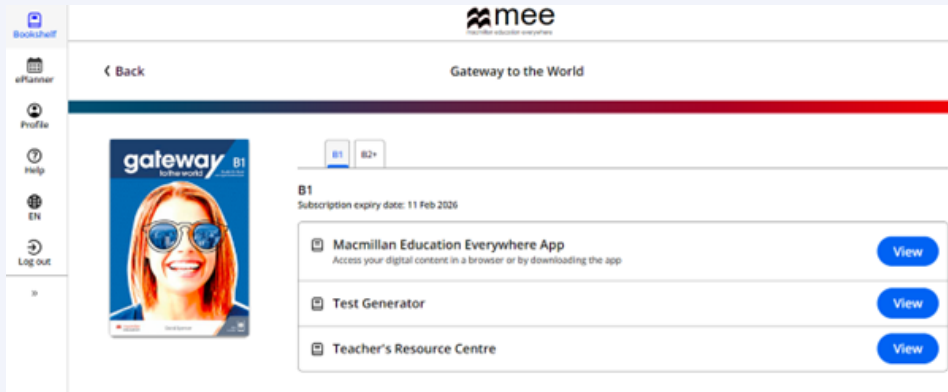 Bookshelf
mee
macmillan education everywhere
ePlanner
Back
Gateway to the World
Profile
Help
EN
Log out
gateway B1
to the world
B1
B2+
B1
Subscription expiry date: 11 Feb 2026
Macmillan Education Everywhere App
Access your digital content in a browser or by downloading the app
View
Test Generator
View
Teacher's Resource Centre
View